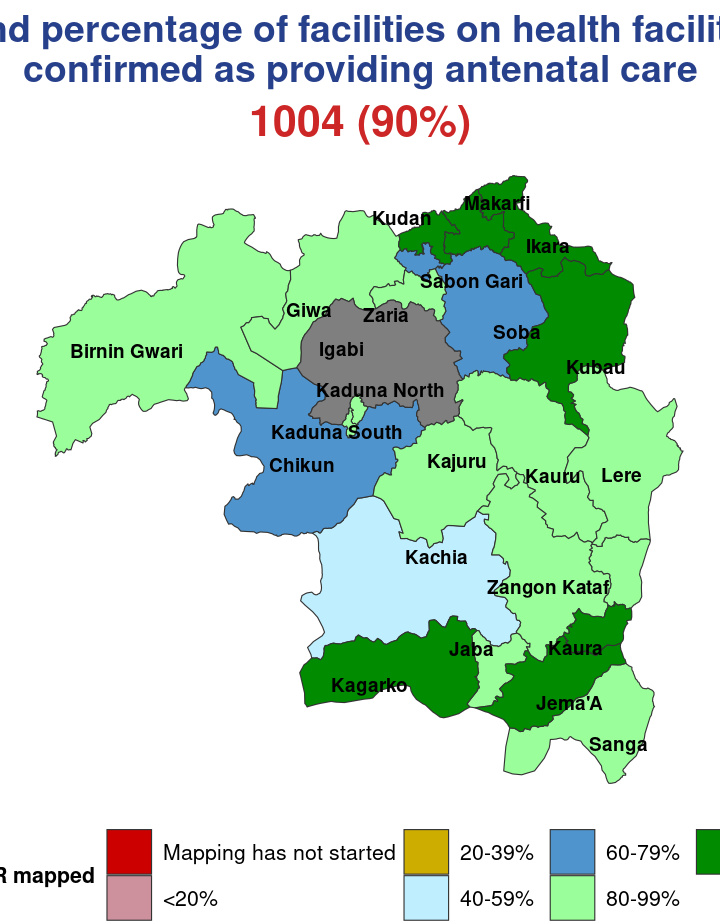 nd percentage of facilities on health facilit
confirmed as providing antenatal care
1004 (90%)
Makarfi
Kudan
Ikara
Sabon Gari
Giwa
Zaria
Soba
Igabi
Birnin Gwari
Kubau
Kaduna North
Kaduna South
Kajuru
Chikun
Kauru
Lere
Kachia
Zangon Kataf
Jaba
Kaura
Kagarko
Jema'A
Sanga
R mapped
Mapping has not started
20-39%
60-79%
<20%
40-59%
80-99%